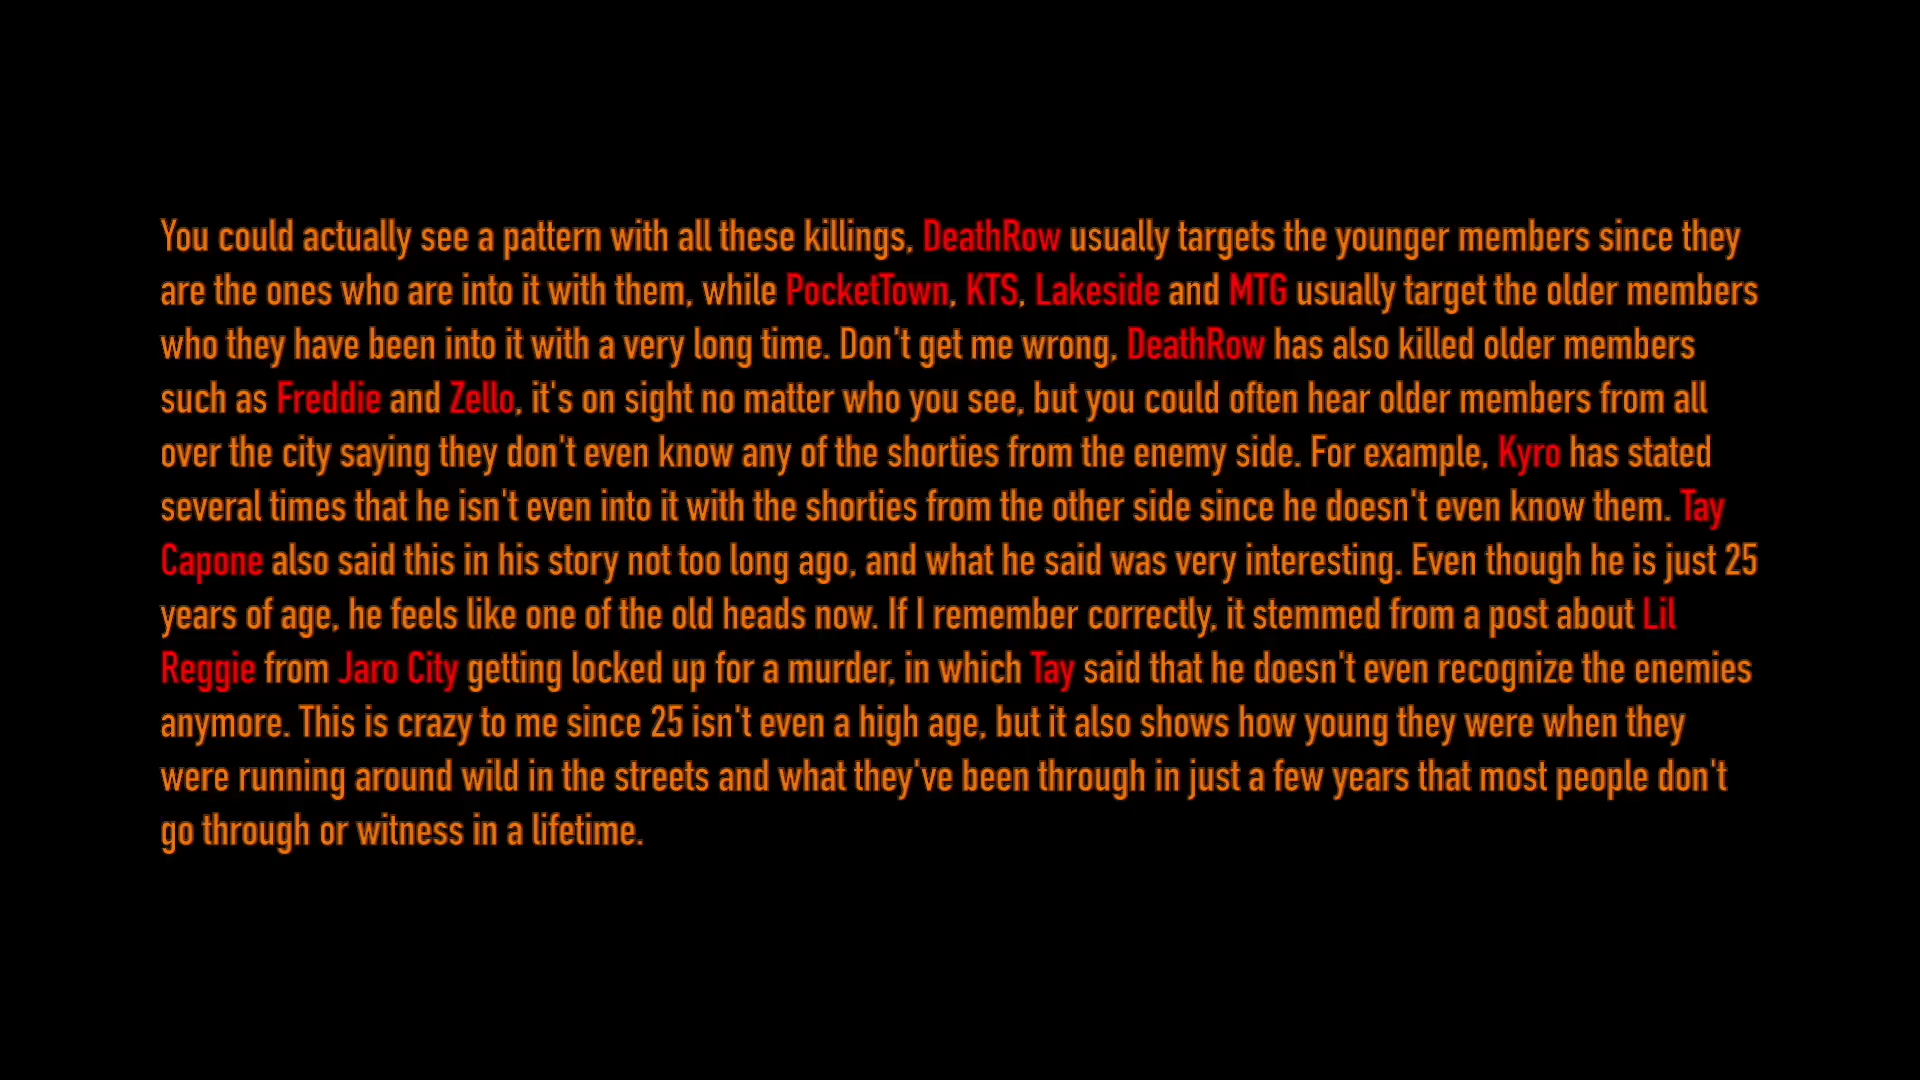 You could actually see a pattern with all these killings, DeathRow usually targets the younger members since they
are the ones who are into it with them, while PocketTown, KTS, Lakeside and MTG usually target the older members
who they have been into it with a very long time. Don't get me wrong, DeathRow has also killed older members
such as Freddie and Zello, it's on sight no matter who you see, but you could often hear older members from all
over the city saying they don't even know any of the shorties from the enemy side. For example, Kyro has stated
several times that he isn't even into it with the shorties from the other side since he doesn't even know them. Tay
Capone also said this in his story not too long ago, and what he said was very interesting. Even though he is just 25
years of age, he feels like one of the old heads now. If I remember correctly, it stemmed from a post about Lil
Reggie from Jaro City getting locked up for a murder, in which Tay said that he doesn't even recognize the enemies
anymore. This is crazy to me since 25 isn't even a high age, but it also shows how young they were when they
were running around wild in the streets and what they've been through in just a few years that most people don't
go through or witness in a lifetime.